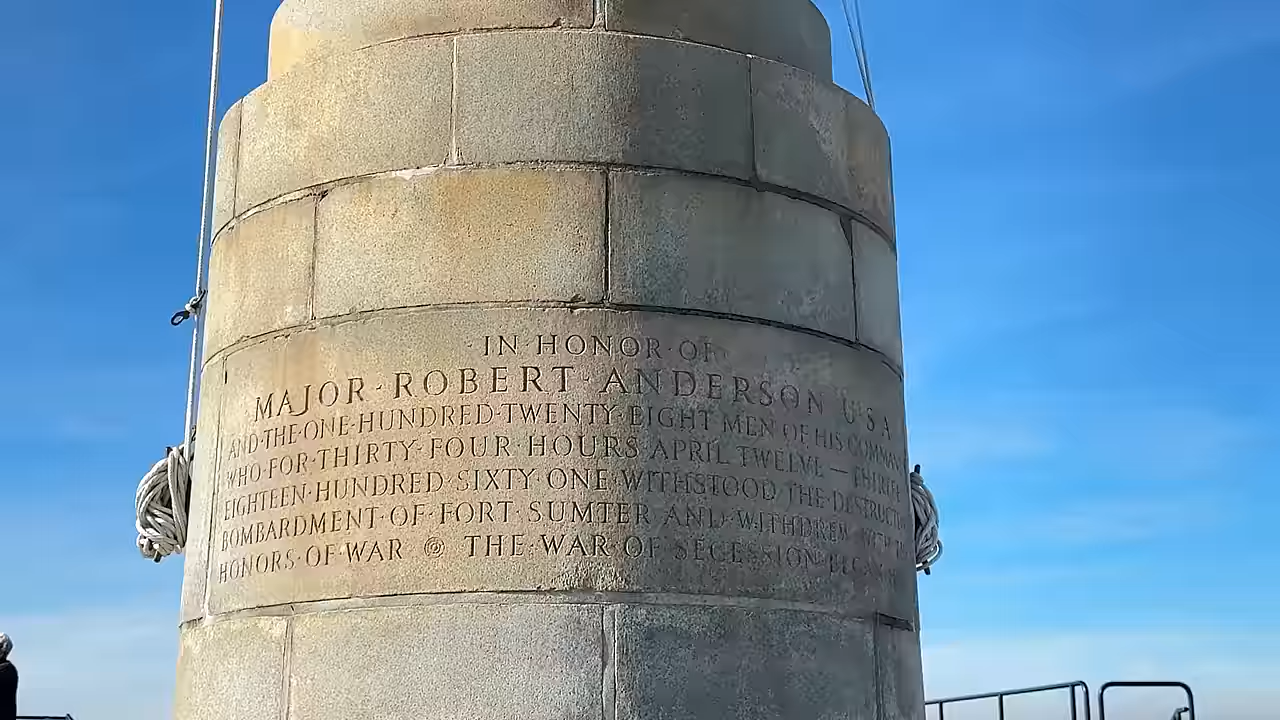 IN·HONOR·OF
MAJOR·ROBERT·ANDERSON U·S·A
AND·THE·ONE·HUNDRED·TWENTY·EIGHT MEN OF HIS COMMAND
WHO·FOR·THIRTY·FOUR HOURS APRIL TWELVE —
EIGHTEEN·HUNDRED·SIXTY ONE·WITHSTOOD THE
BOMBARDMENT·OF·FORT·SUMTER AND·WITHDREW WITH
HONORS·OF·WAR THE·WAR OF SECESSION